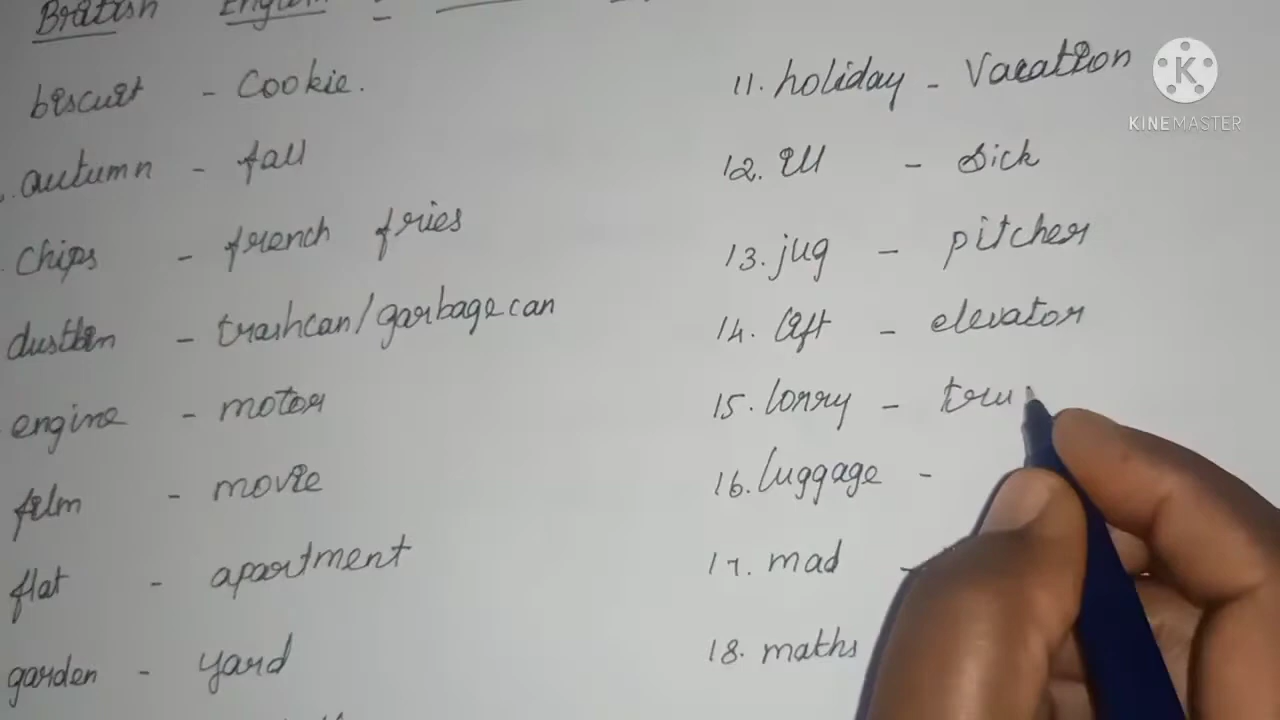 British English -
biscuit - Cookie.
autumn - fall
chips - french fries
dustbin - trashcan/garbage can
engine - motor
film - movie
flat - apartment
garden - yard
11. holiday - Vacation
12. ill - Sick
13. jug - pitcher
14. lift - elevator
15. lorry - tru
16. luggage -
17. mad -
18. maths
KINEMASTER